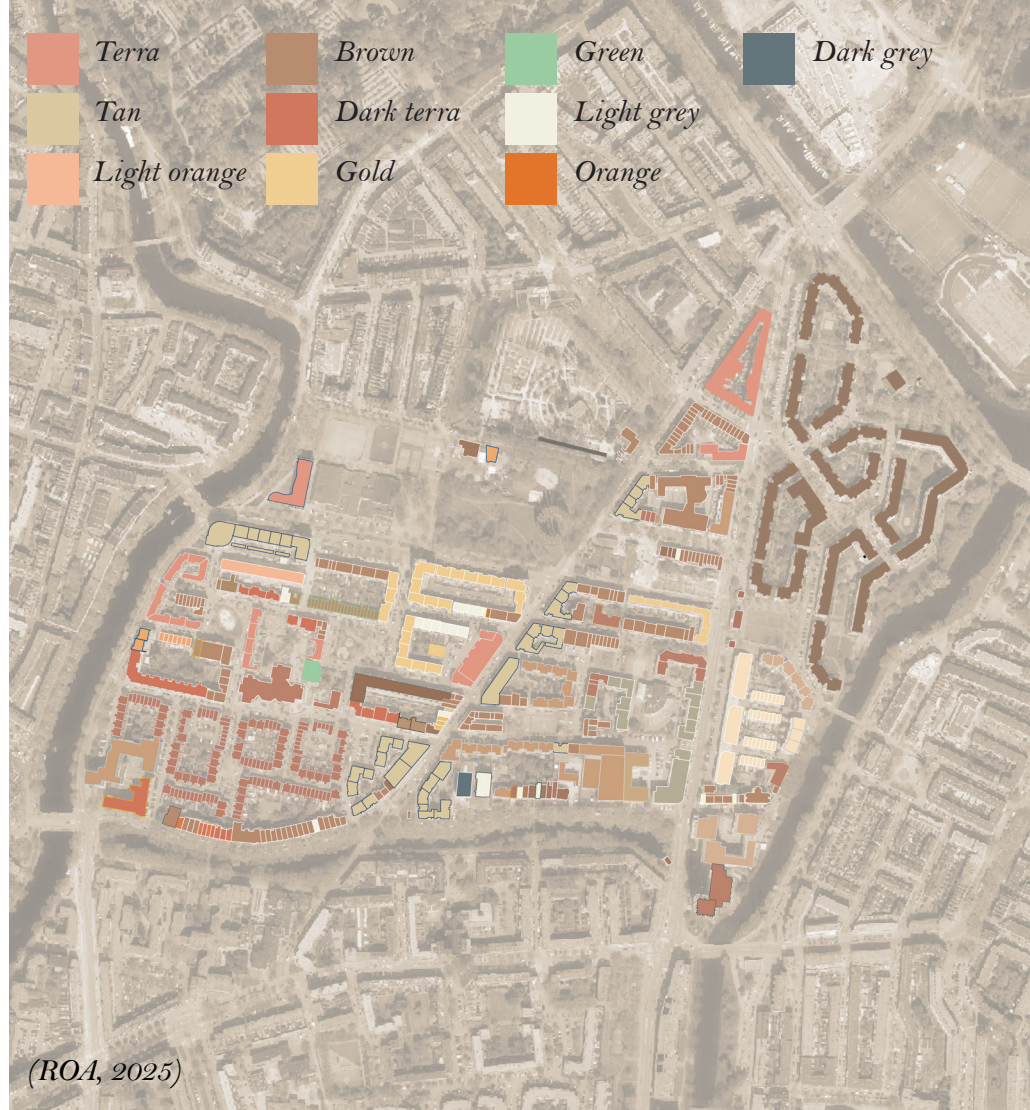 Terra
Brown
Green
Dark grey
Tan
Dark terra
Light grey
Light orange
Gold
Orange
(ROA, 2025)